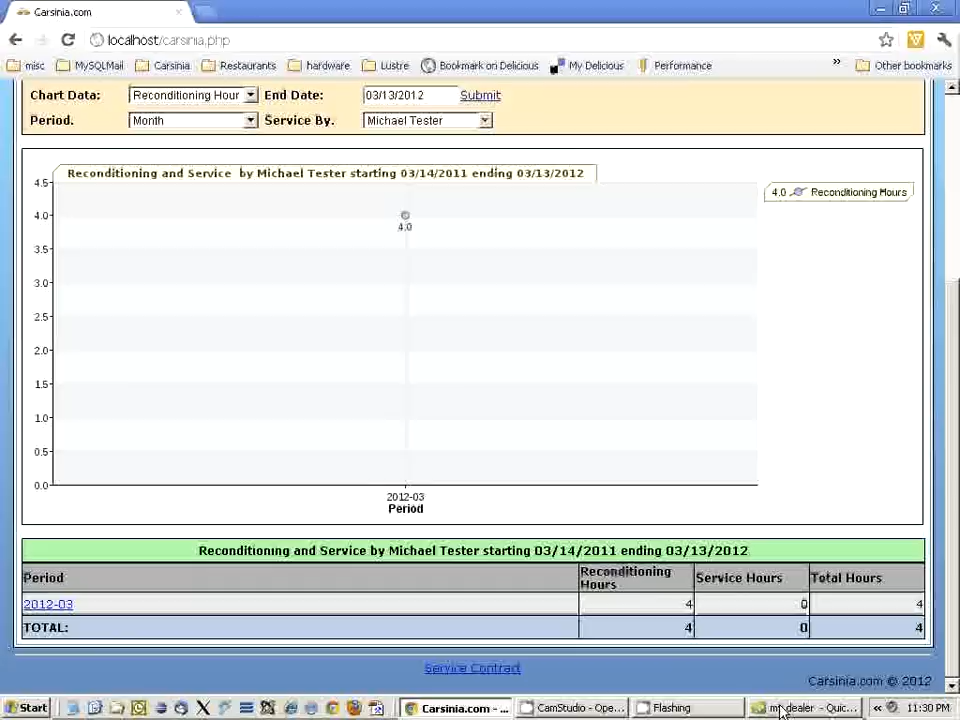 Carsinia.com
localhost/carsinia.php
misc MySQLMail Carsinia Restaurants hardware Lustre Bookmark on Delicious My Delicious Performance » Other bookmarks
Chart Data: Reconditioning Hour End Date: 03/13/2012 Submit
Period. Month Service By. Michael Tester
Reconditioning and Service by Michael Tester starting 03/14/2011 ending 03/13/2012
4.0 Reconditioning Hours
4.5
4.0
4.0
3.5
3.0
2.5
2.0
1.5
1.0
0.5
0.0
2012-03
Period
Reconditioning and Service by Michael Tester starting 03/14/2011 ending 03/13/2012
Period Reconditioning Hours Service Hours Total Hours
2012-03 4 0 4
TOTAL: 4 0 4
Service Contract
Carsinia.com © 2012
Start Carsinia.com - ... CamStudio - Ope... Flashing dealer - Quic... « 11:30 PM